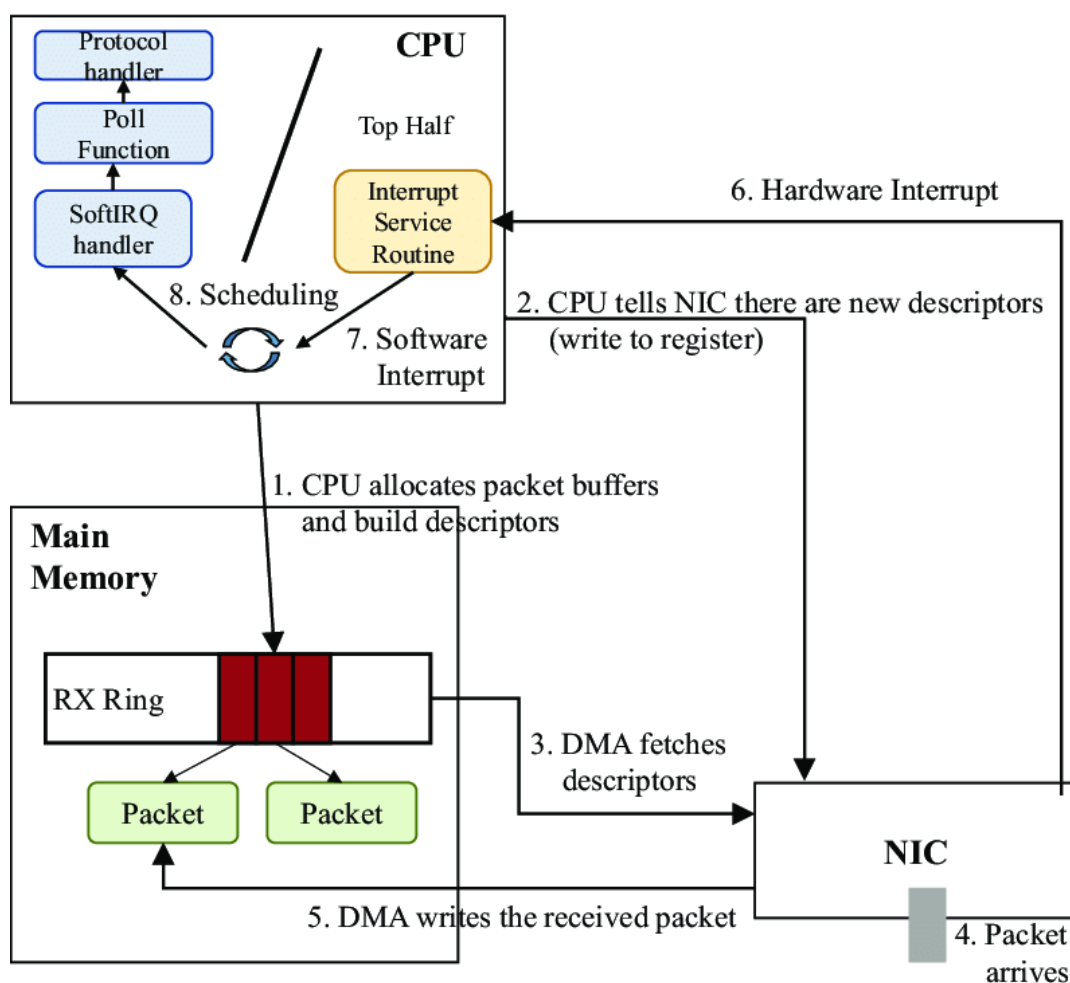 CPU
Protocol
handler
Poll
Function
SoftIRQ
handler
Top Half
Interrupt
Service
Routine
8. Scheduling
7. Software
Interrupt
6. Hardware Interrupt
2. CPU tells NIC there are new descriptors
(write to register)
1. CPU allocates packet buffers
and build descriptors
Main
Memory
RX Ring
Packet
Packet
3. DMA fetches
descriptors
NIC
5. DMA writes the received packet
4. Packet
arrives